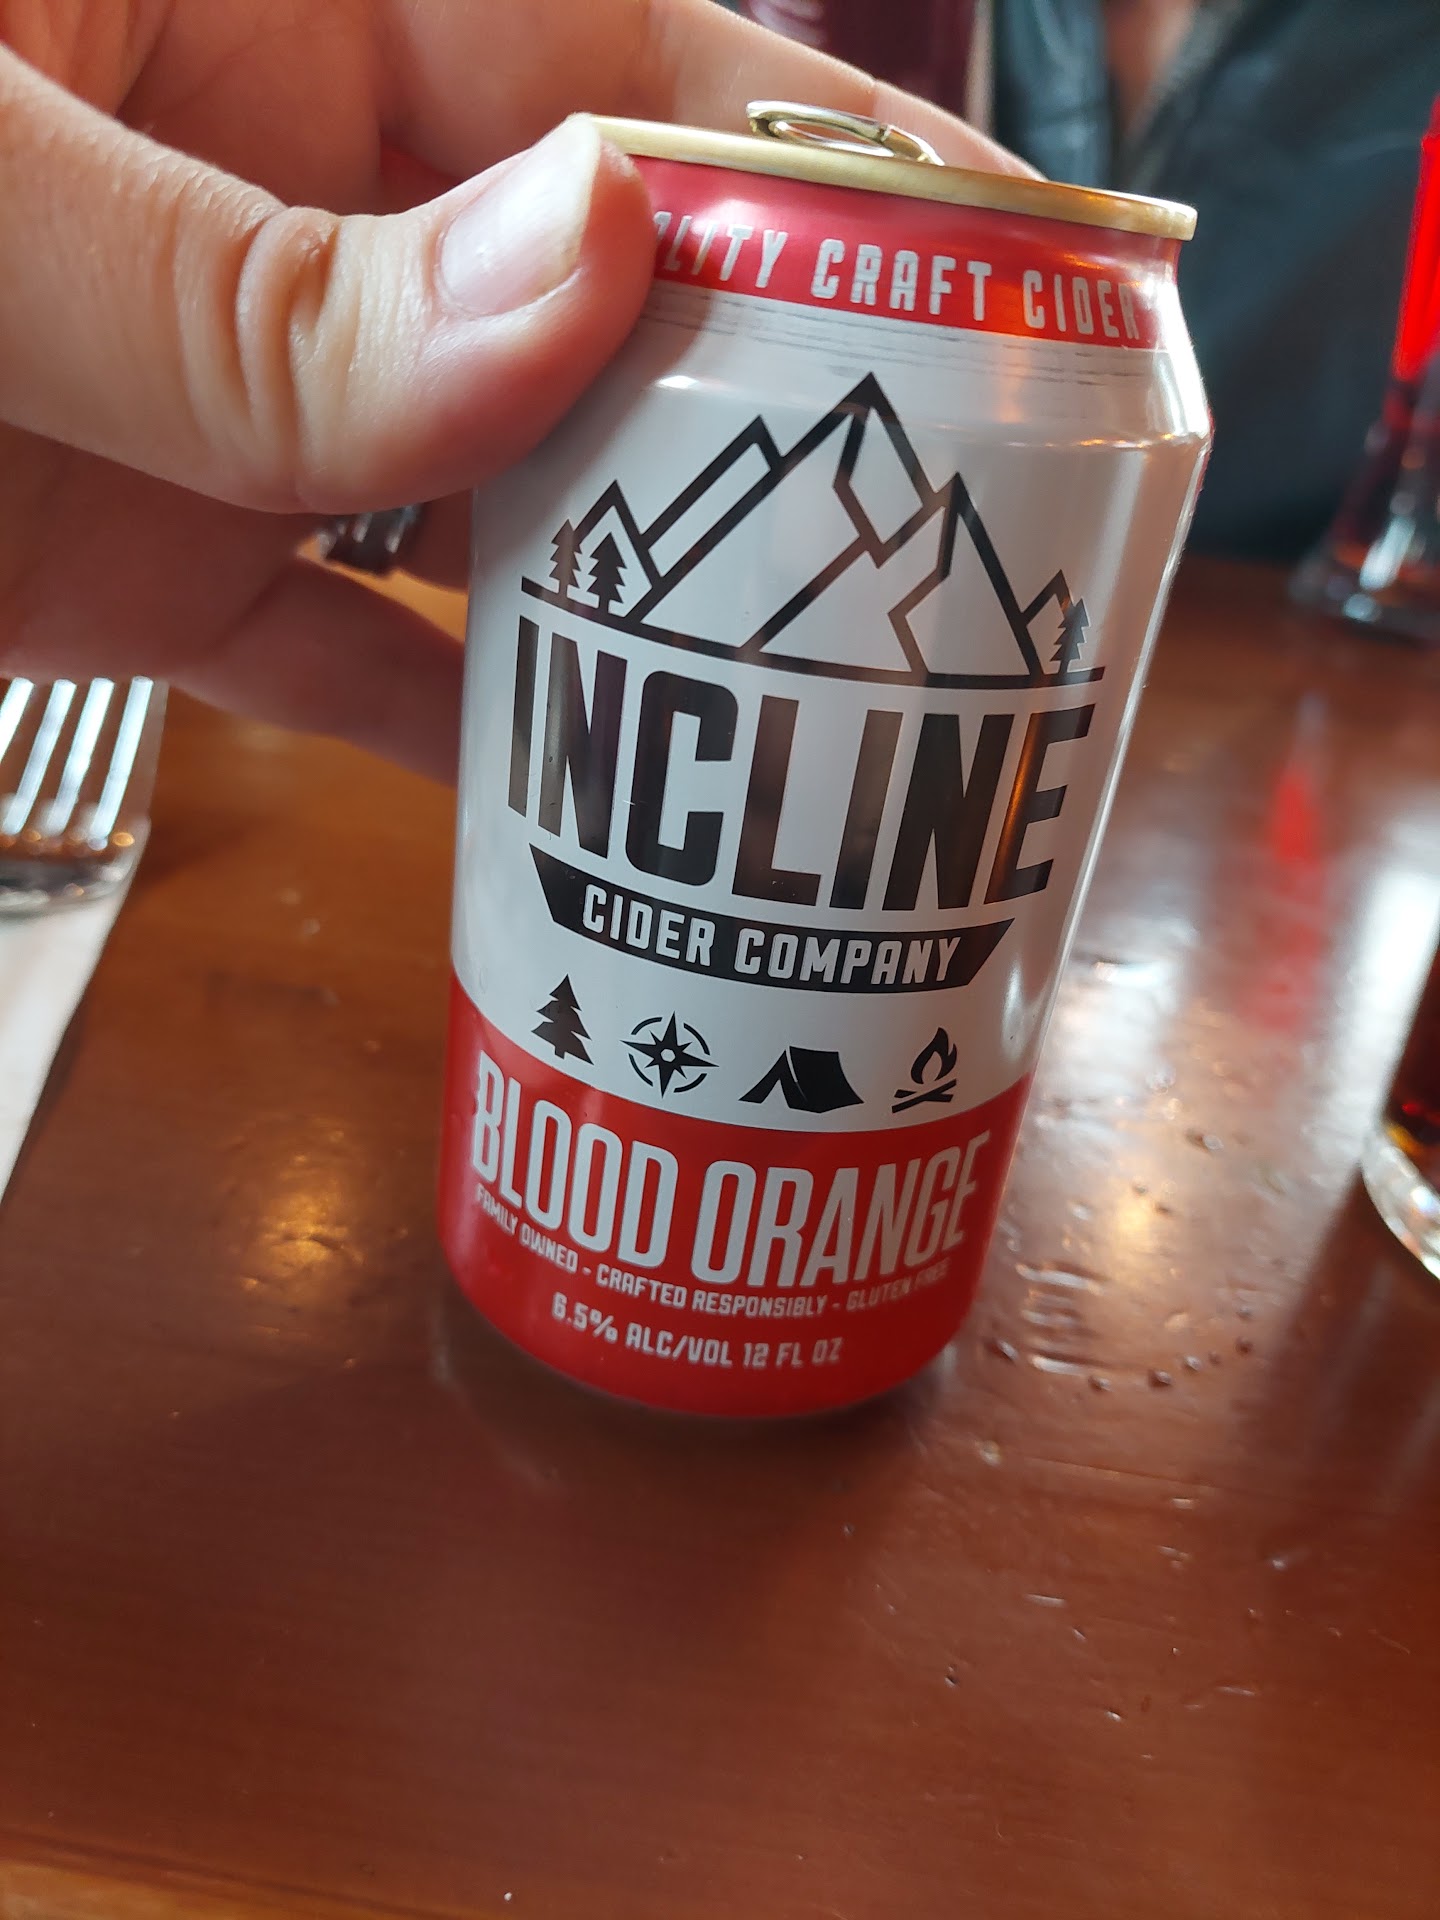 CRAFT CIDER
INCLINE
CIDER COMPANY
BLOOD ORANGE
FAMILY OWNED - CRAFTED RESPONSIBLY - GLUTEN FREE
6.5% ALC/VOL 12 FL OZ